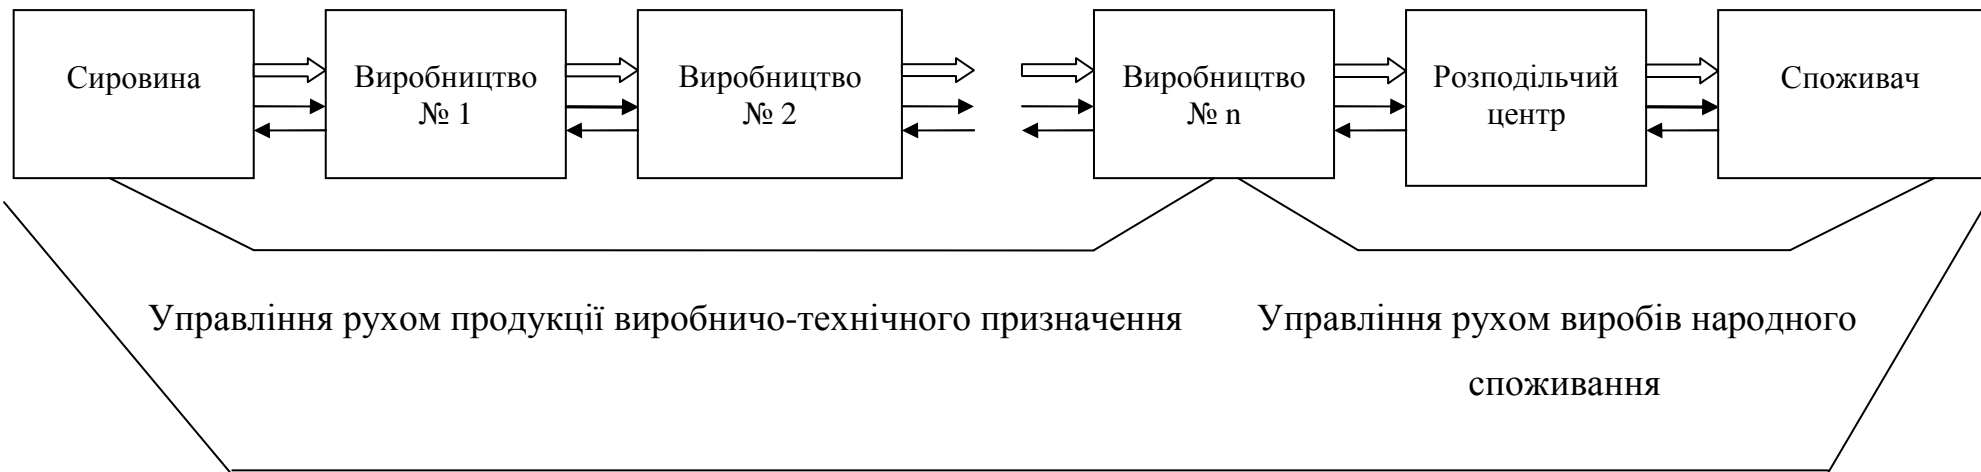 Сировина
Виробництво
№ 1
Виробництво
№ 2
Виробництво
№ n
Розподільчий
центр
Споживач
Управління рухом продукції виробничо-технічного призначення
Управління рухом виробів народного
споживання